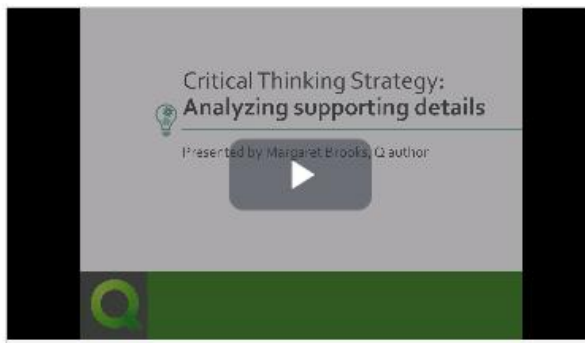 Critical Thinking Strategy:
Analyzing supporting details
Presented by Margaret Brooks, Q author